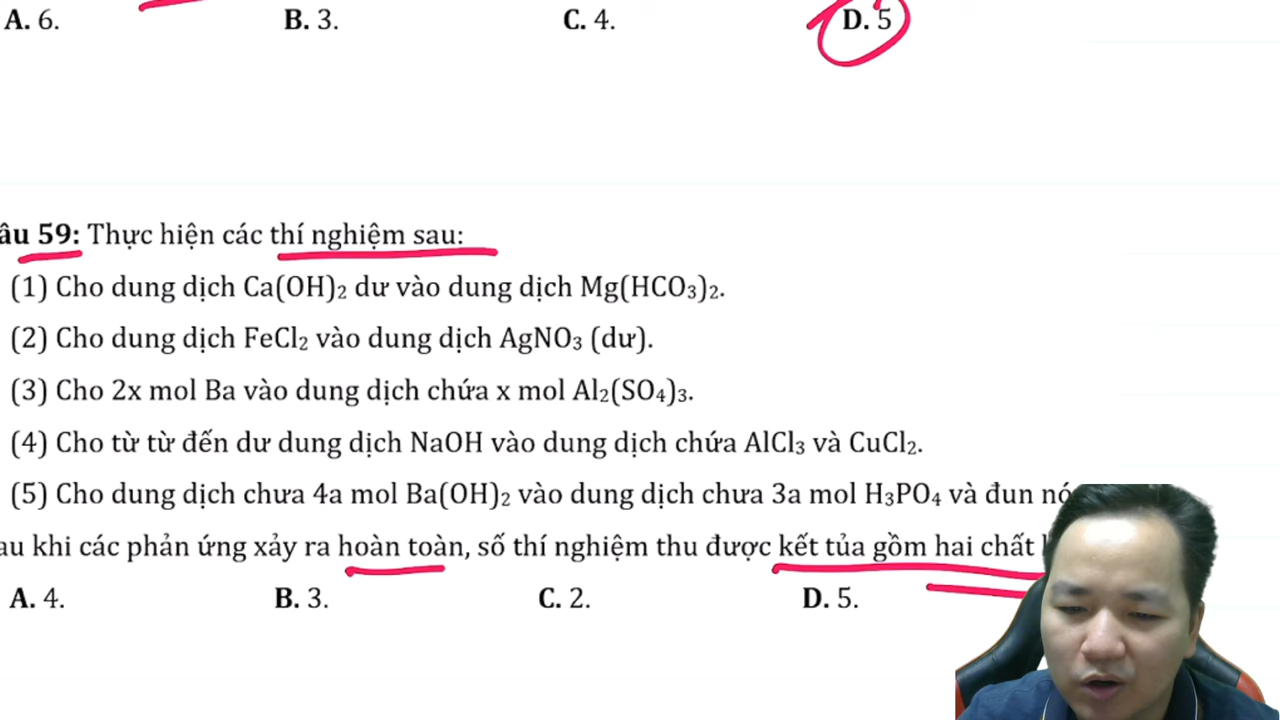 A. 6. B. 3. C. 4. D. 5
âu 59: Thực hiện các thí nghiệm sau:
(1) Cho dung dịch Ca(OH)₂ dư vào dung dịch Mg(HCO₃)₂.
(2) Cho dung dịch FeCl₂ vào dung dịch AgNO₃ (dư).
(3) Cho 2x mol Ba vào dung dịch chứa x mol Al₂(SO₄)₃.
(4) Cho từ từ đến dư dung dịch NaOH vào dung dịch chứa AlCl₃ và CuCl₂.
(5) Cho dung dịch chưa 4a mol Ba(OH)₂ vào dung dịch chưa 3a mol H₃PO₄ và đun nó
au khi các phản ứng xảy ra hoàn toàn, số thí nghiệm thu được kết tủa gồm hai chất
A. 4. B. 3. C. 2. D. 5.